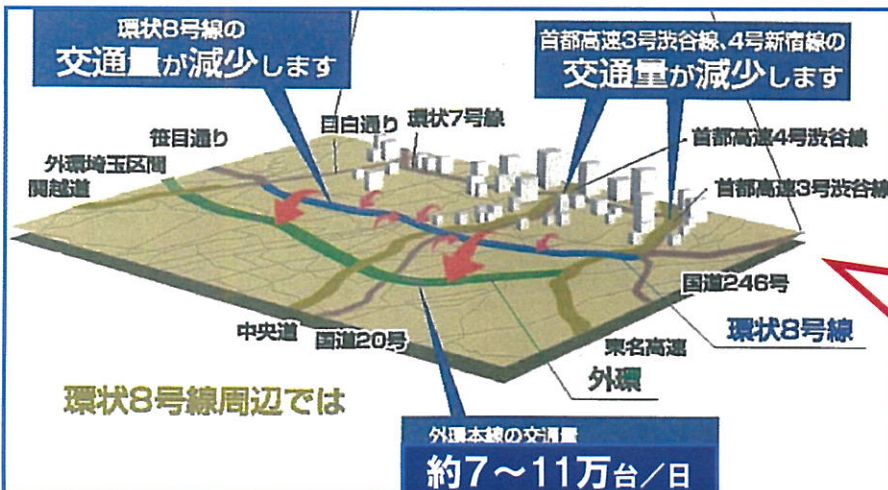 環状8号線の
交通量が減少します
首都高速3号渋谷線、4号新宿線の
交通量が減少します
目白通り
環状7号線
笹目通り
外環埼玉区間
関越道
首都高速4号渋谷線
首都高速3号渋谷線
国道246号
中央道
国道20号
東名高速
環状8号線
外環
環状8号線周辺では
外環本線の交通量
約7～11万台／日